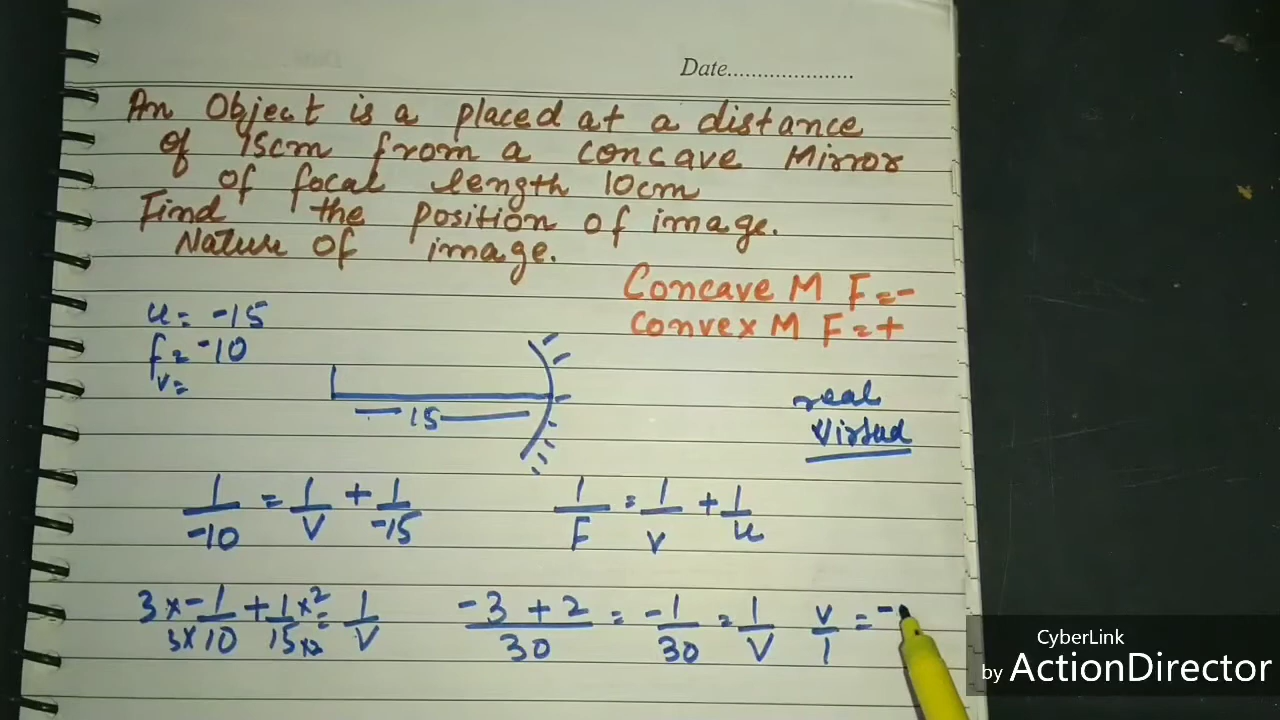 Date.....................
An Object is a placed at a distance
of 15cm from a concave Mirror
of focal length 10cm
Find the position of image.
Nature of image.
Concave M F = -
Convex M F = +
u = -15
f = -10
v =
15
real
Virtual
1/-10 = 1/v + 1/-15
1/F = 1/v + 1/u
3 x -1/3 x 10 + 1 x 2/15 x 2 = 1/v
-3 + 2/30 = -1/30 = 1/v
v/1 = -
CyberLink
by ActionDirector